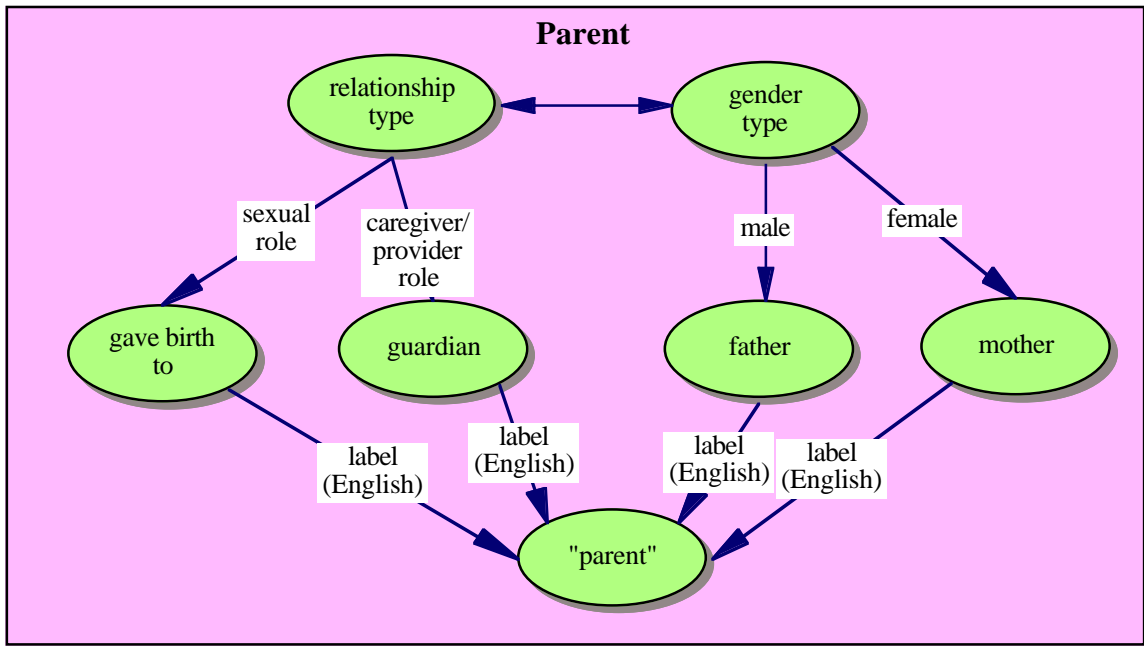 Parent
relationship
type
gender
type
sexual
role
caregiver/
provider
role
male
female
gave birth
to
guardian
father
mother
label
(English)
label
(English)
label
(English)
label
(English)
"parent"